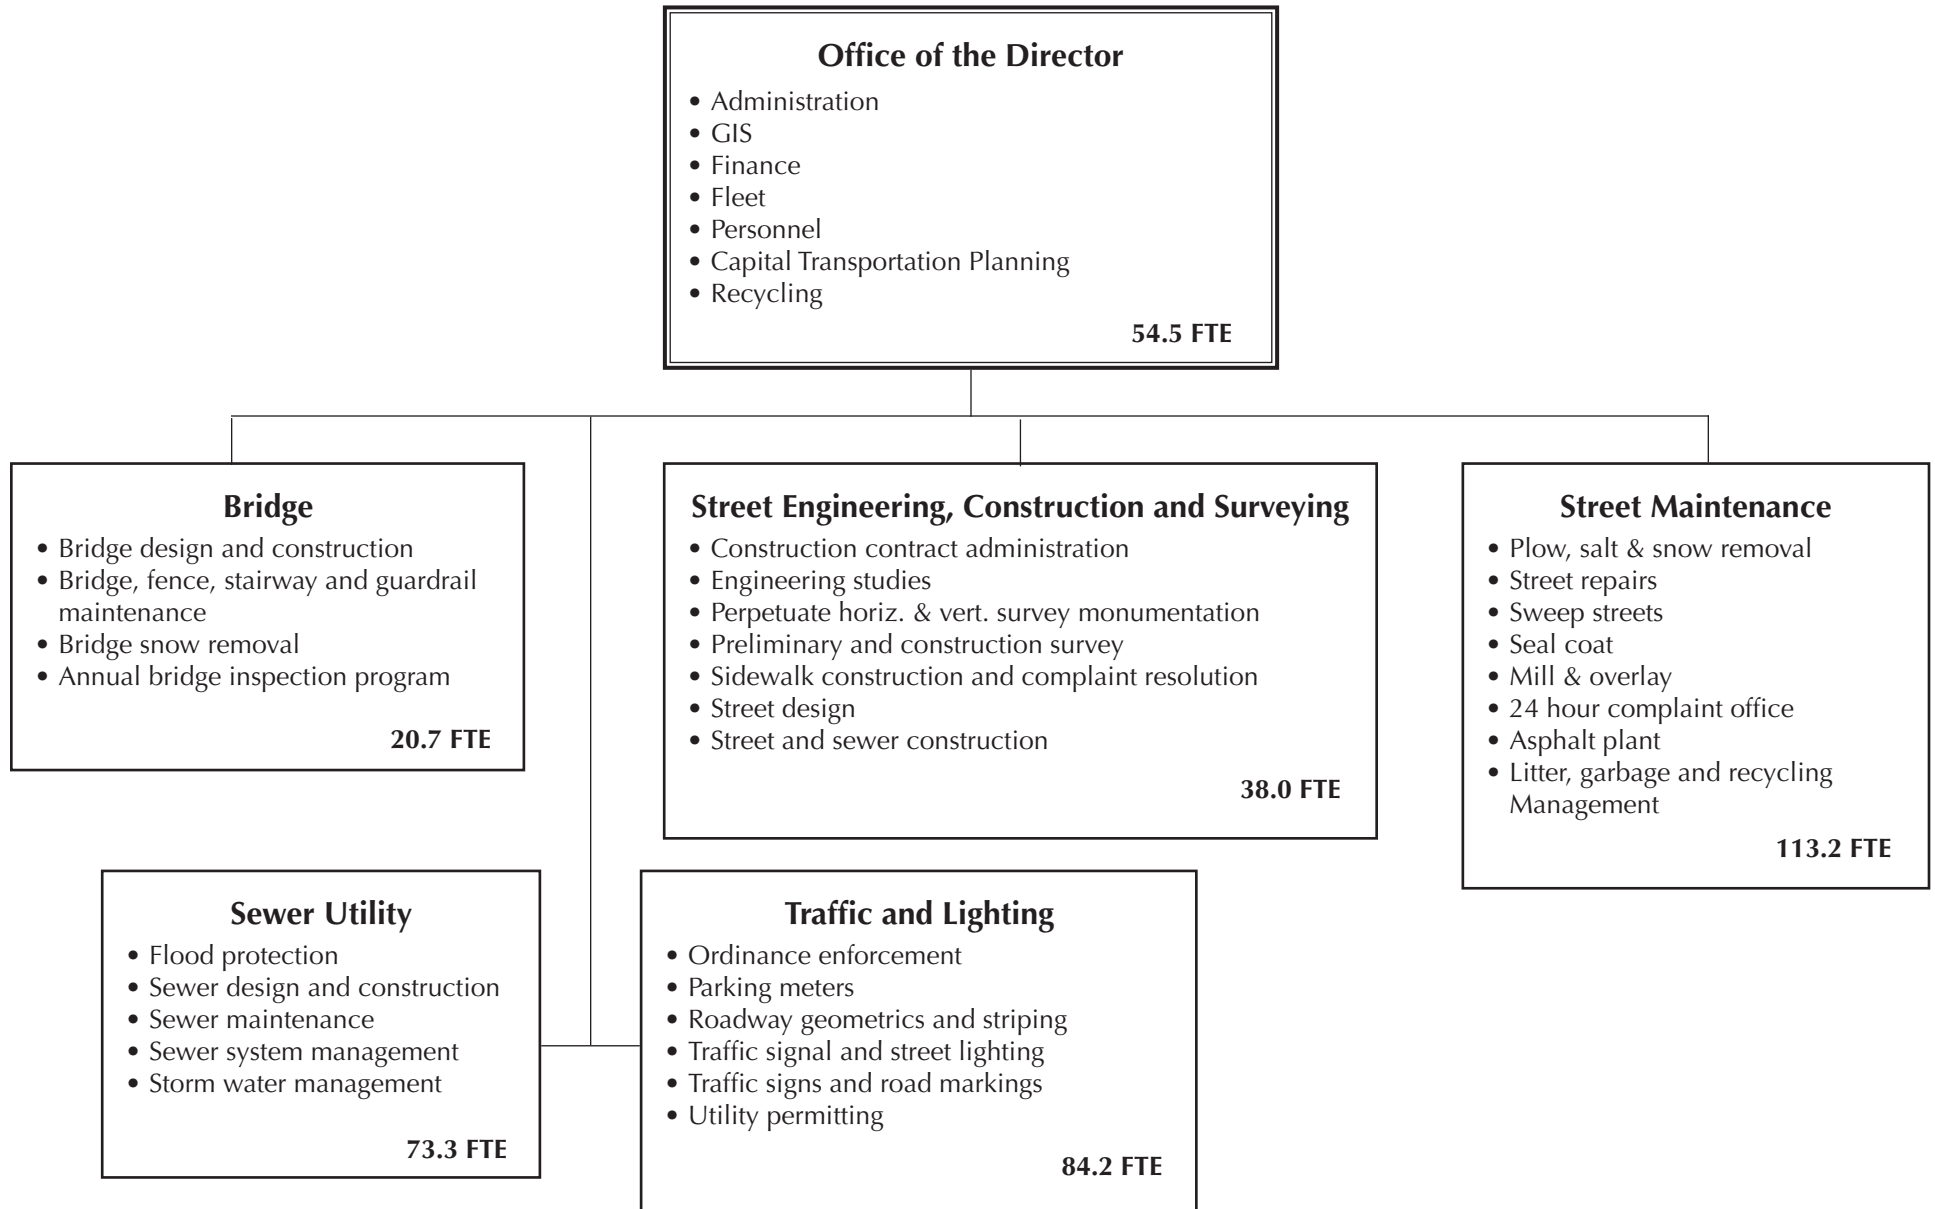 Office of the Director
• Administration
• GIS
• Finance
• Fleet
• Personnel
• Capital Transportation Planning
• Recycling
54.5 FTE
Bridge
• Bridge design and construction
• Bridge, fence, stairway and guardrail
maintenance
• Bridge snow removal
• Annual bridge inspection program
20.7 FTE
Street Engineering, Construction and Surveying
• Construction contract administration
• Engineering studies
• Perpetuate horiz. & vert. survey monumentation
• Preliminary and construction survey
• Sidewalk construction and complaint resolution
• Street design
• Street and sewer construction
38.0 FTE
Street Maintenance
• Plow, salt & snow removal
• Street repairs
• Sweep streets
• Seal coat
• Mill & overlay
• 24 hour complaint office
• Asphalt plant
• Litter, garbage and recycling
Management
113.2 FTE
Sewer Utility
• Flood protection
• Sewer design and construction
• Sewer maintenance
• Sewer system management
• Storm water management
73.3 FTE
Traffic and Lighting
• Ordinance enforcement
• Parking meters
• Roadway geometrics and striping
• Traffic signal and street lighting
• Traffic signs and road markings
• Utility permitting
84.2 FTE